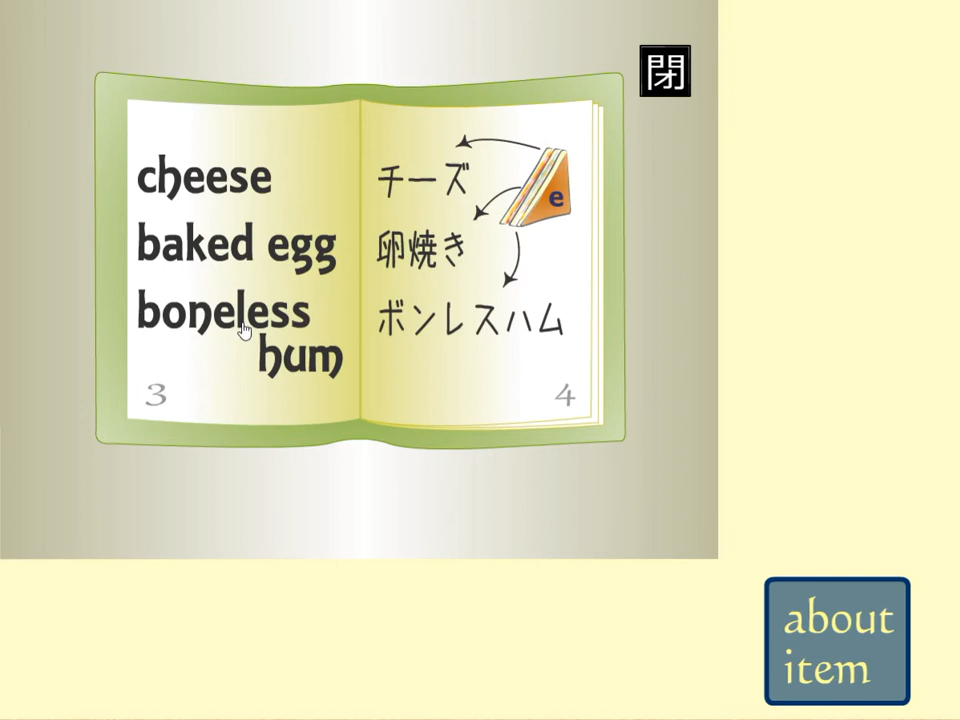 閉
cheese
baked egg
boneless
hum
3
チーズ
卵焼き
ボンレスハム
e
4
about
item